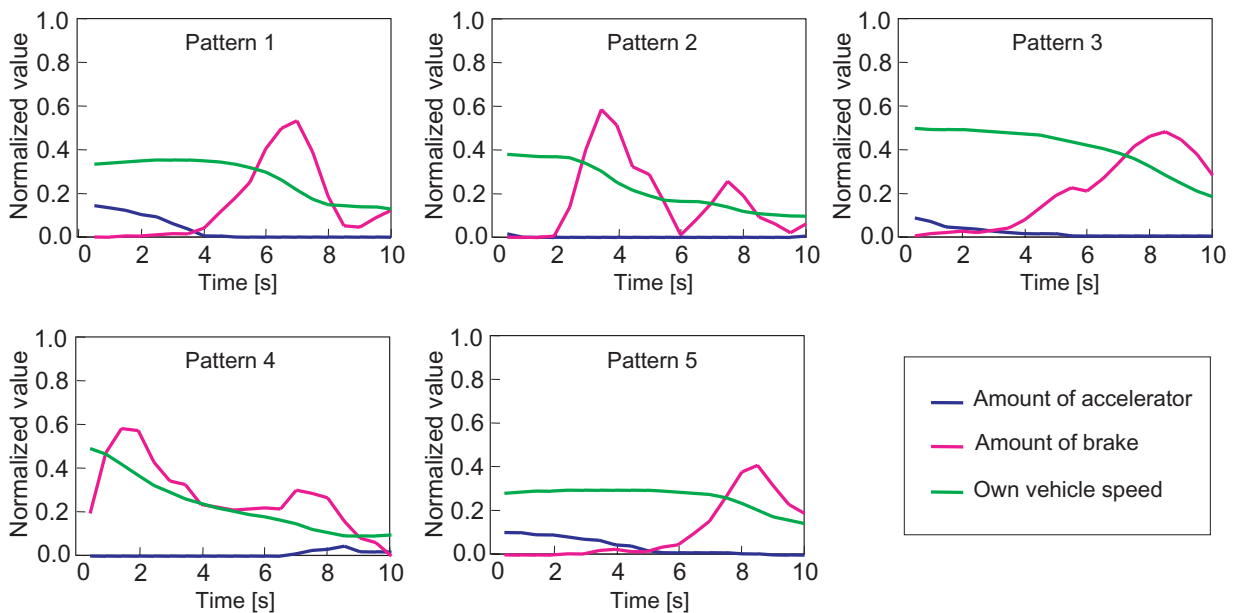 Pattern 1
Normalized value
1.0
0.8
0.6
0.4
0.2
0.0
0 2 4 6 8 10
Time [s]
Pattern 2
Normalized value
1.0
0.8
0.6
0.4
0.2
0.0
0 2 4 6 8 10
Time [s]
Pattern 3
Normalized value
1.0
0.8
0.6
0.4
0.2
0.0
0 2 4 6 8 10
Time [s]
Pattern 4
Normalized value
1.0
0.8
0.6
0.4
0.2
0.0
0 2 4 6 8 10
Time [s]
Pattern 5
Normalized value
1.0
0.8
0.6
0.4
0.2
0.0
0 2 4 6 8 10
Time [s]
Amount of accelerator
Amount of brake
Own vehicle speed